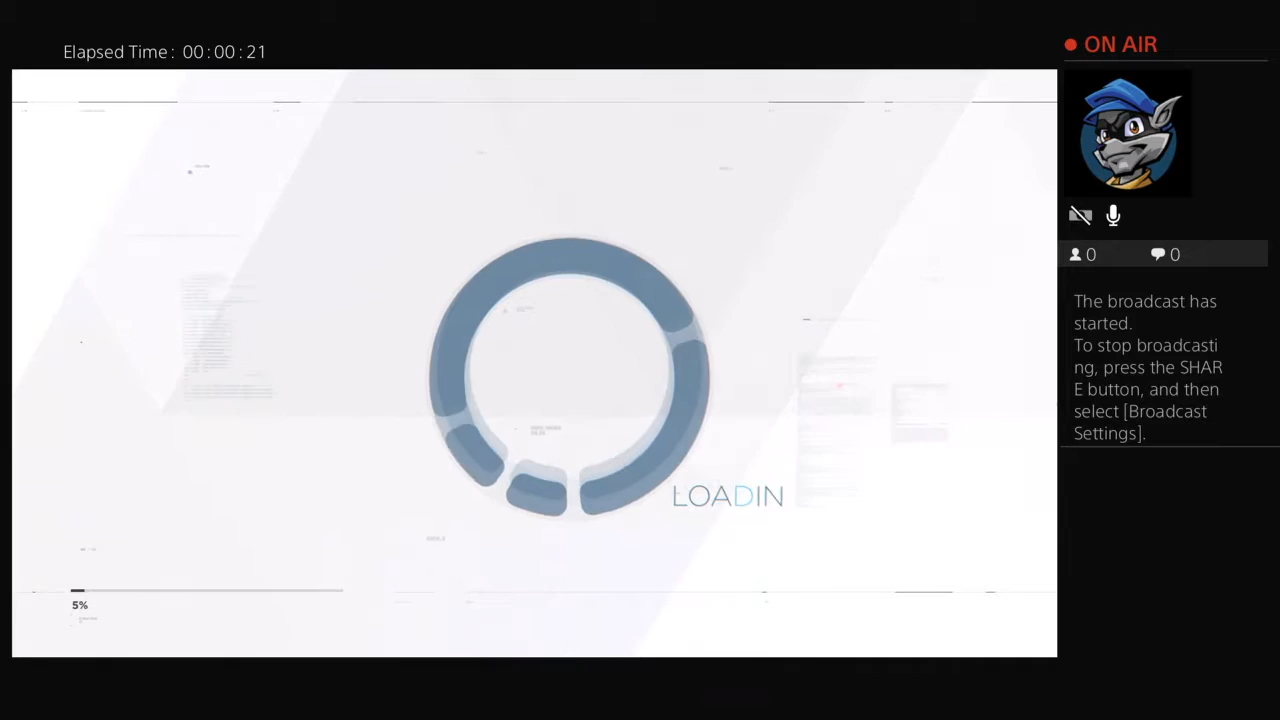 Elapsed Time: 00:00:21
ON AIR
0
0
The broadcast has
started.
To stop broadcasti
ng, press the SHAR
E button, and then
select [Broadcast
Settings].
LOADIN
5%